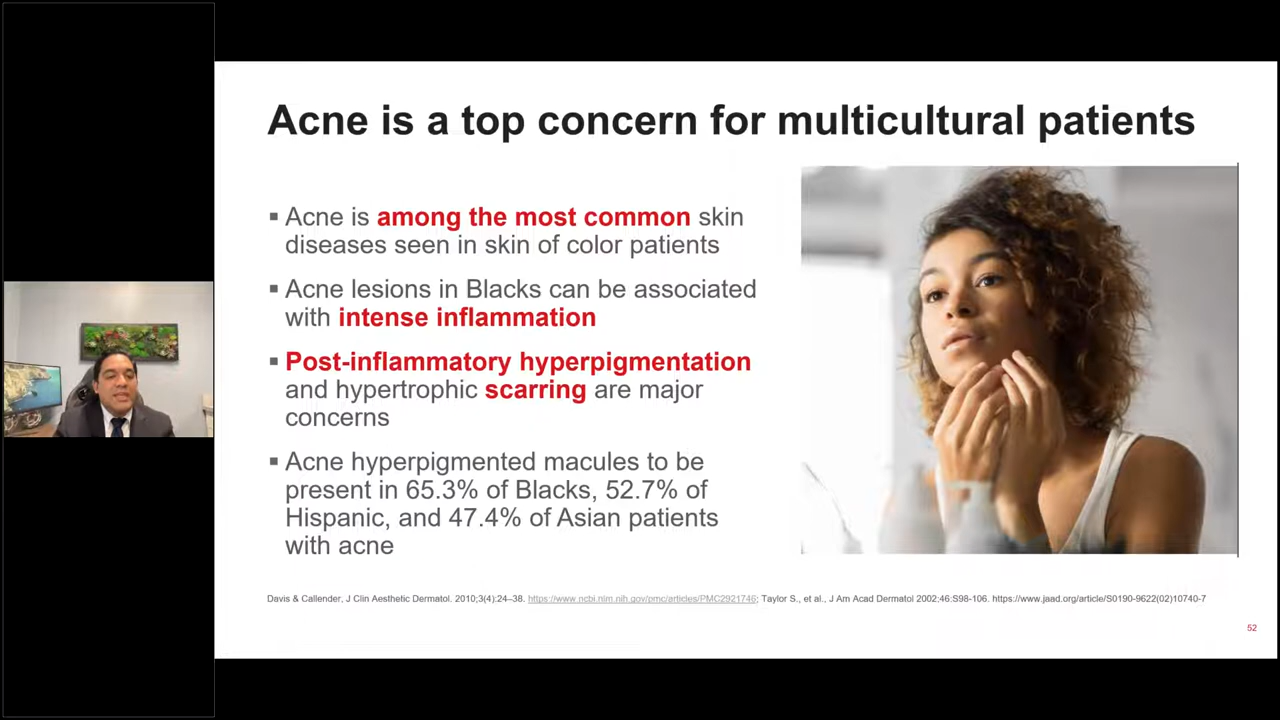 Acne is a top concern for multicultural patients
▪ Acne is among the most common skin
diseases seen in skin of color patients
▪ Acne lesions in Blacks can be associated
with intense inflammation
▪ Post-inflammatory hyperpigmentation
and hypertrophic scarring are major
concerns
▪ Acne hyperpigmented macules to be
present in 65.3% of Blacks, 52.7% of
Hispanic, and 47.4% of Asian patients
with acne
Davis & Callender, J Clin Aesthetic Dermatol. 2010;3(4):24–38. https://www.ncbi.nlm.nih.gov/pmc/articles/PMC2921746; Taylor S., et al., J Am Acad Dermatol 2002;46:S98-106. https://www.jaad.org/article/S0190-9622(02)10740-7
52